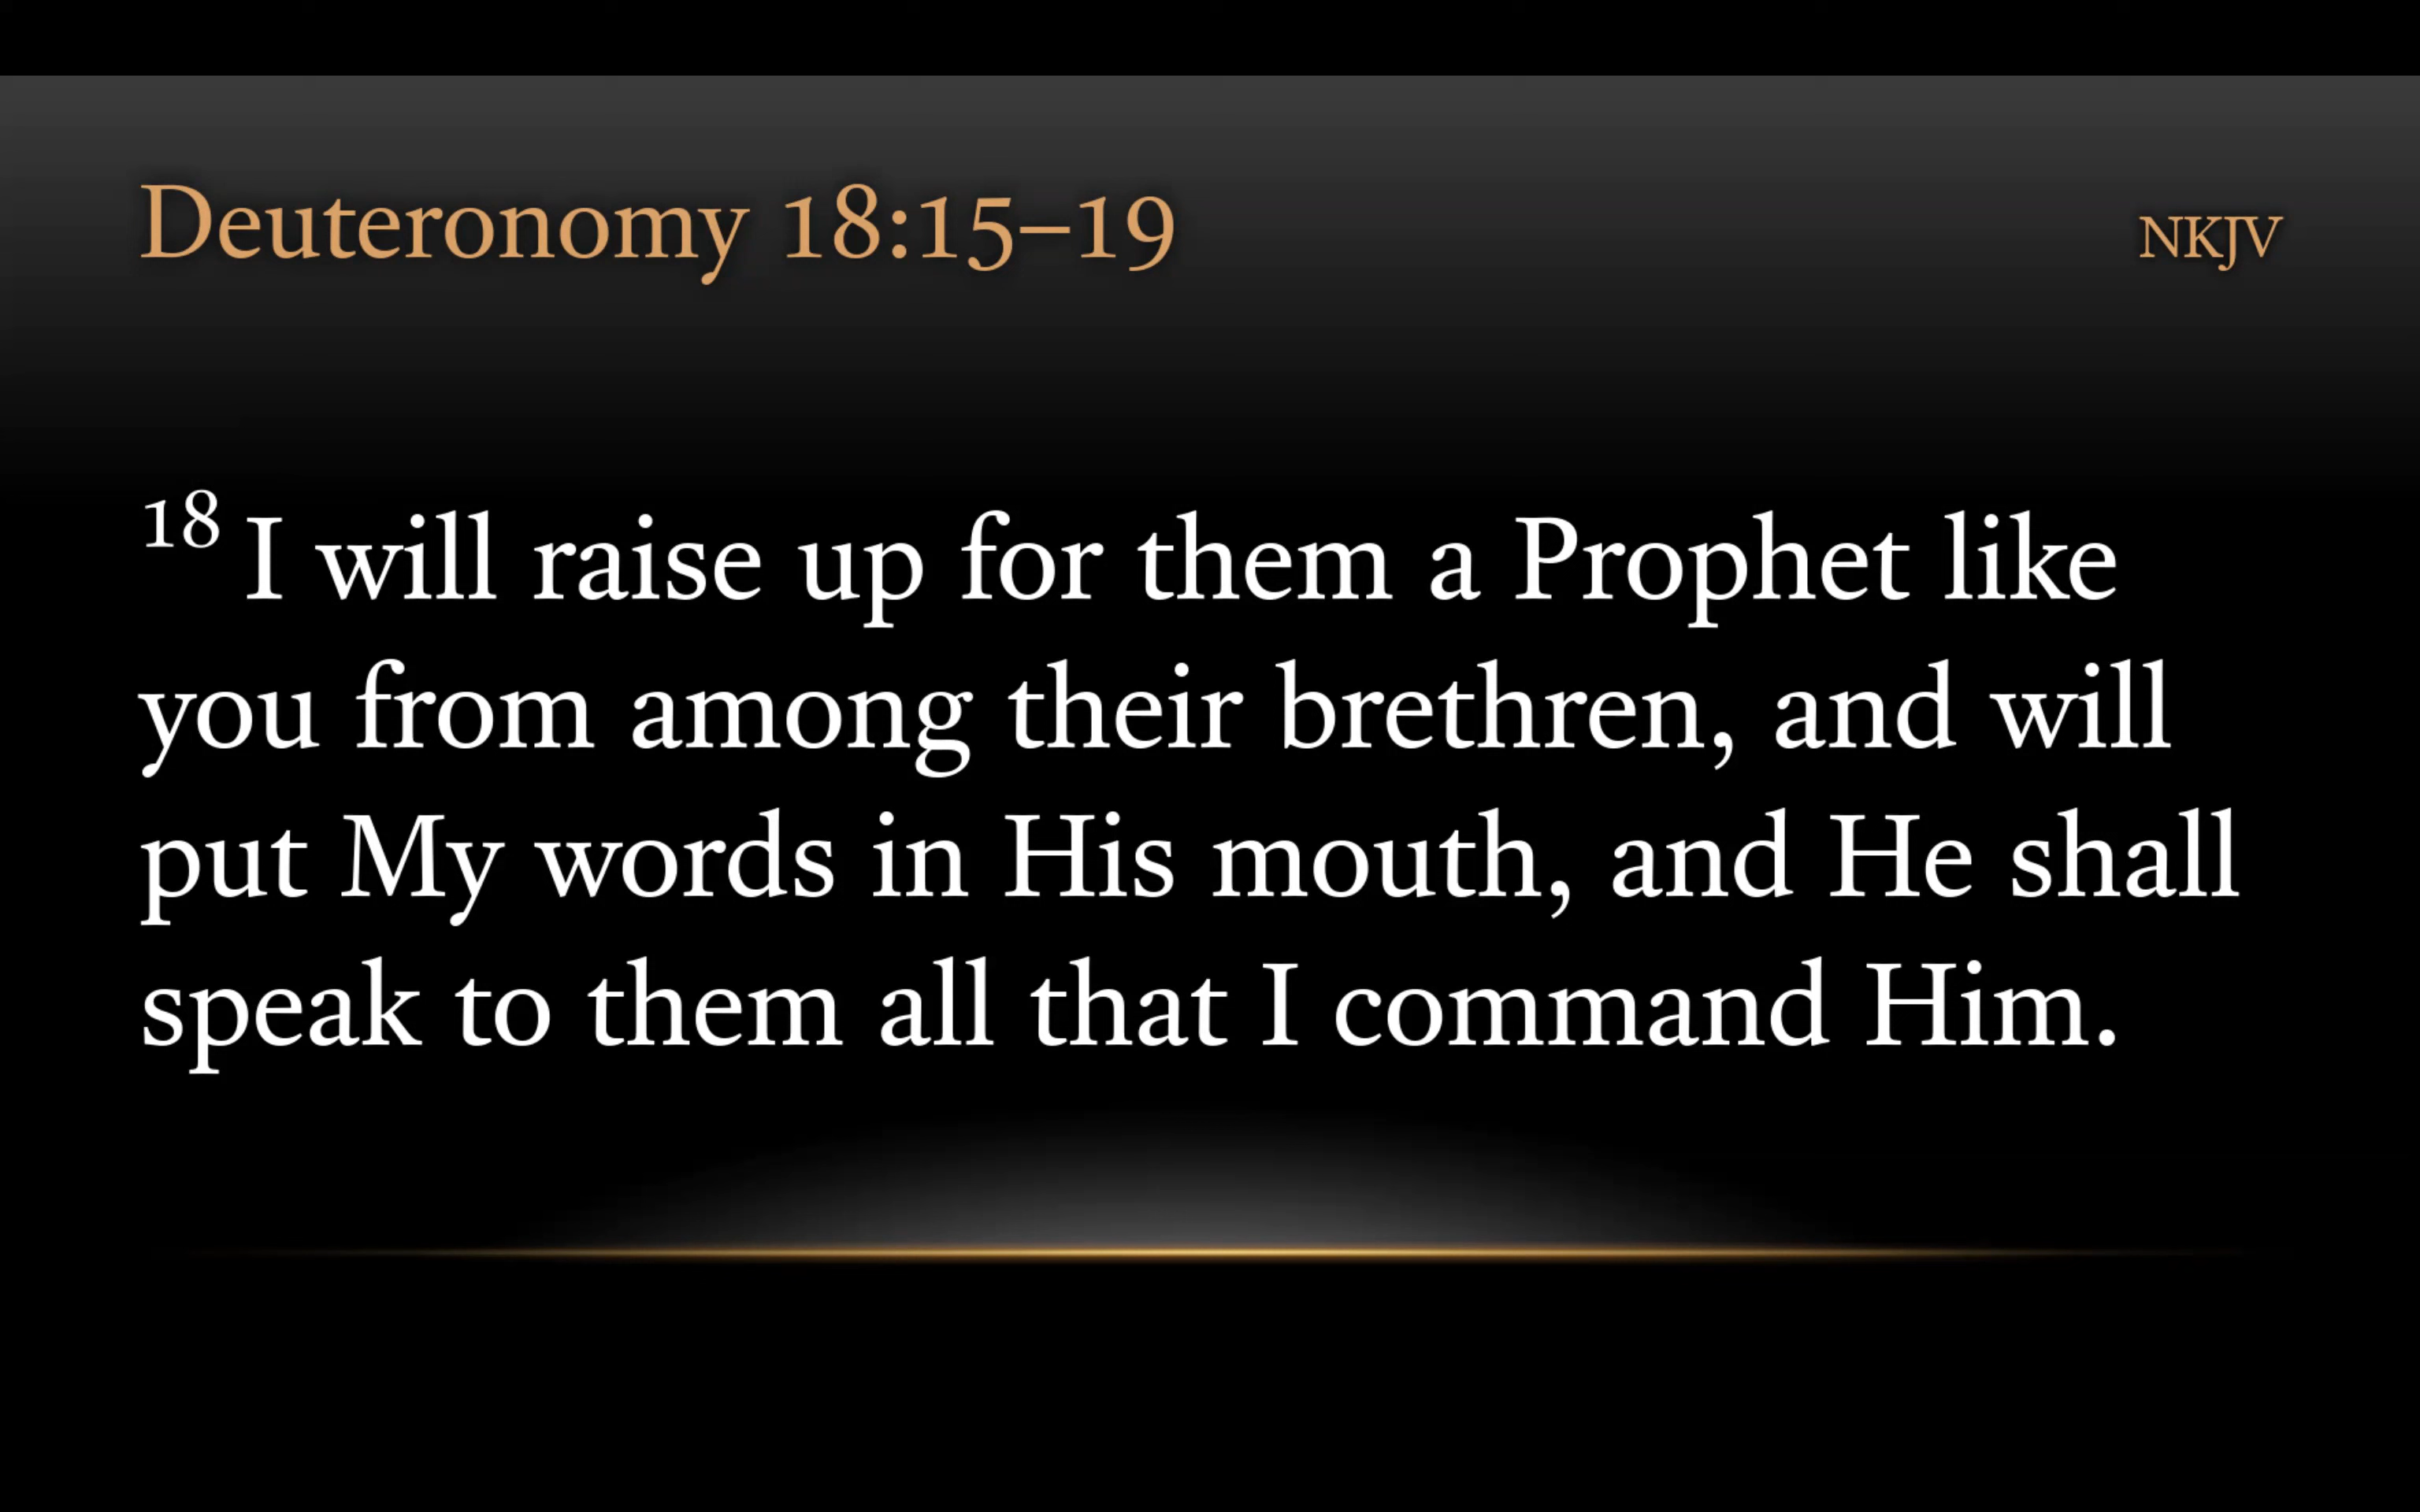 Deuteronomy 18:15–19 NKJV
18 I will raise up for them a Prophet like
you from among their brethren, and will
put My words in His mouth, and He shall
speak to them all that I command Him.